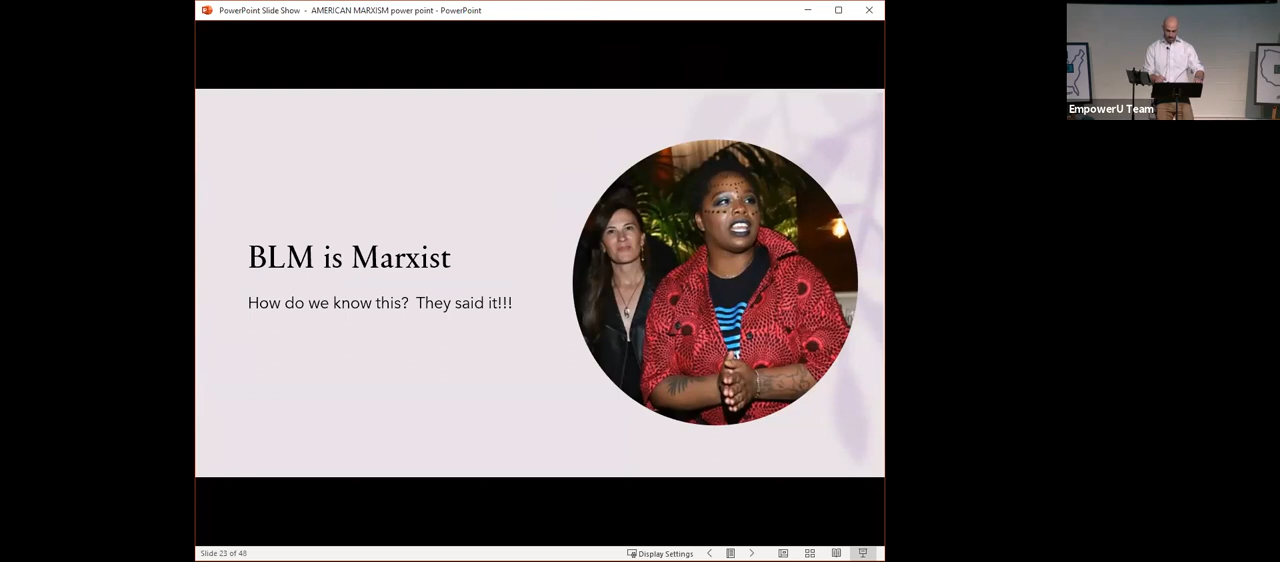 PowerPoint Slide Show - AMERICAN MARXISM power point - PowerPoint
EmpowerU Team
BLM is Marxist
How do we know this? They said it!!!
Slide 23 of 48
Display Settings